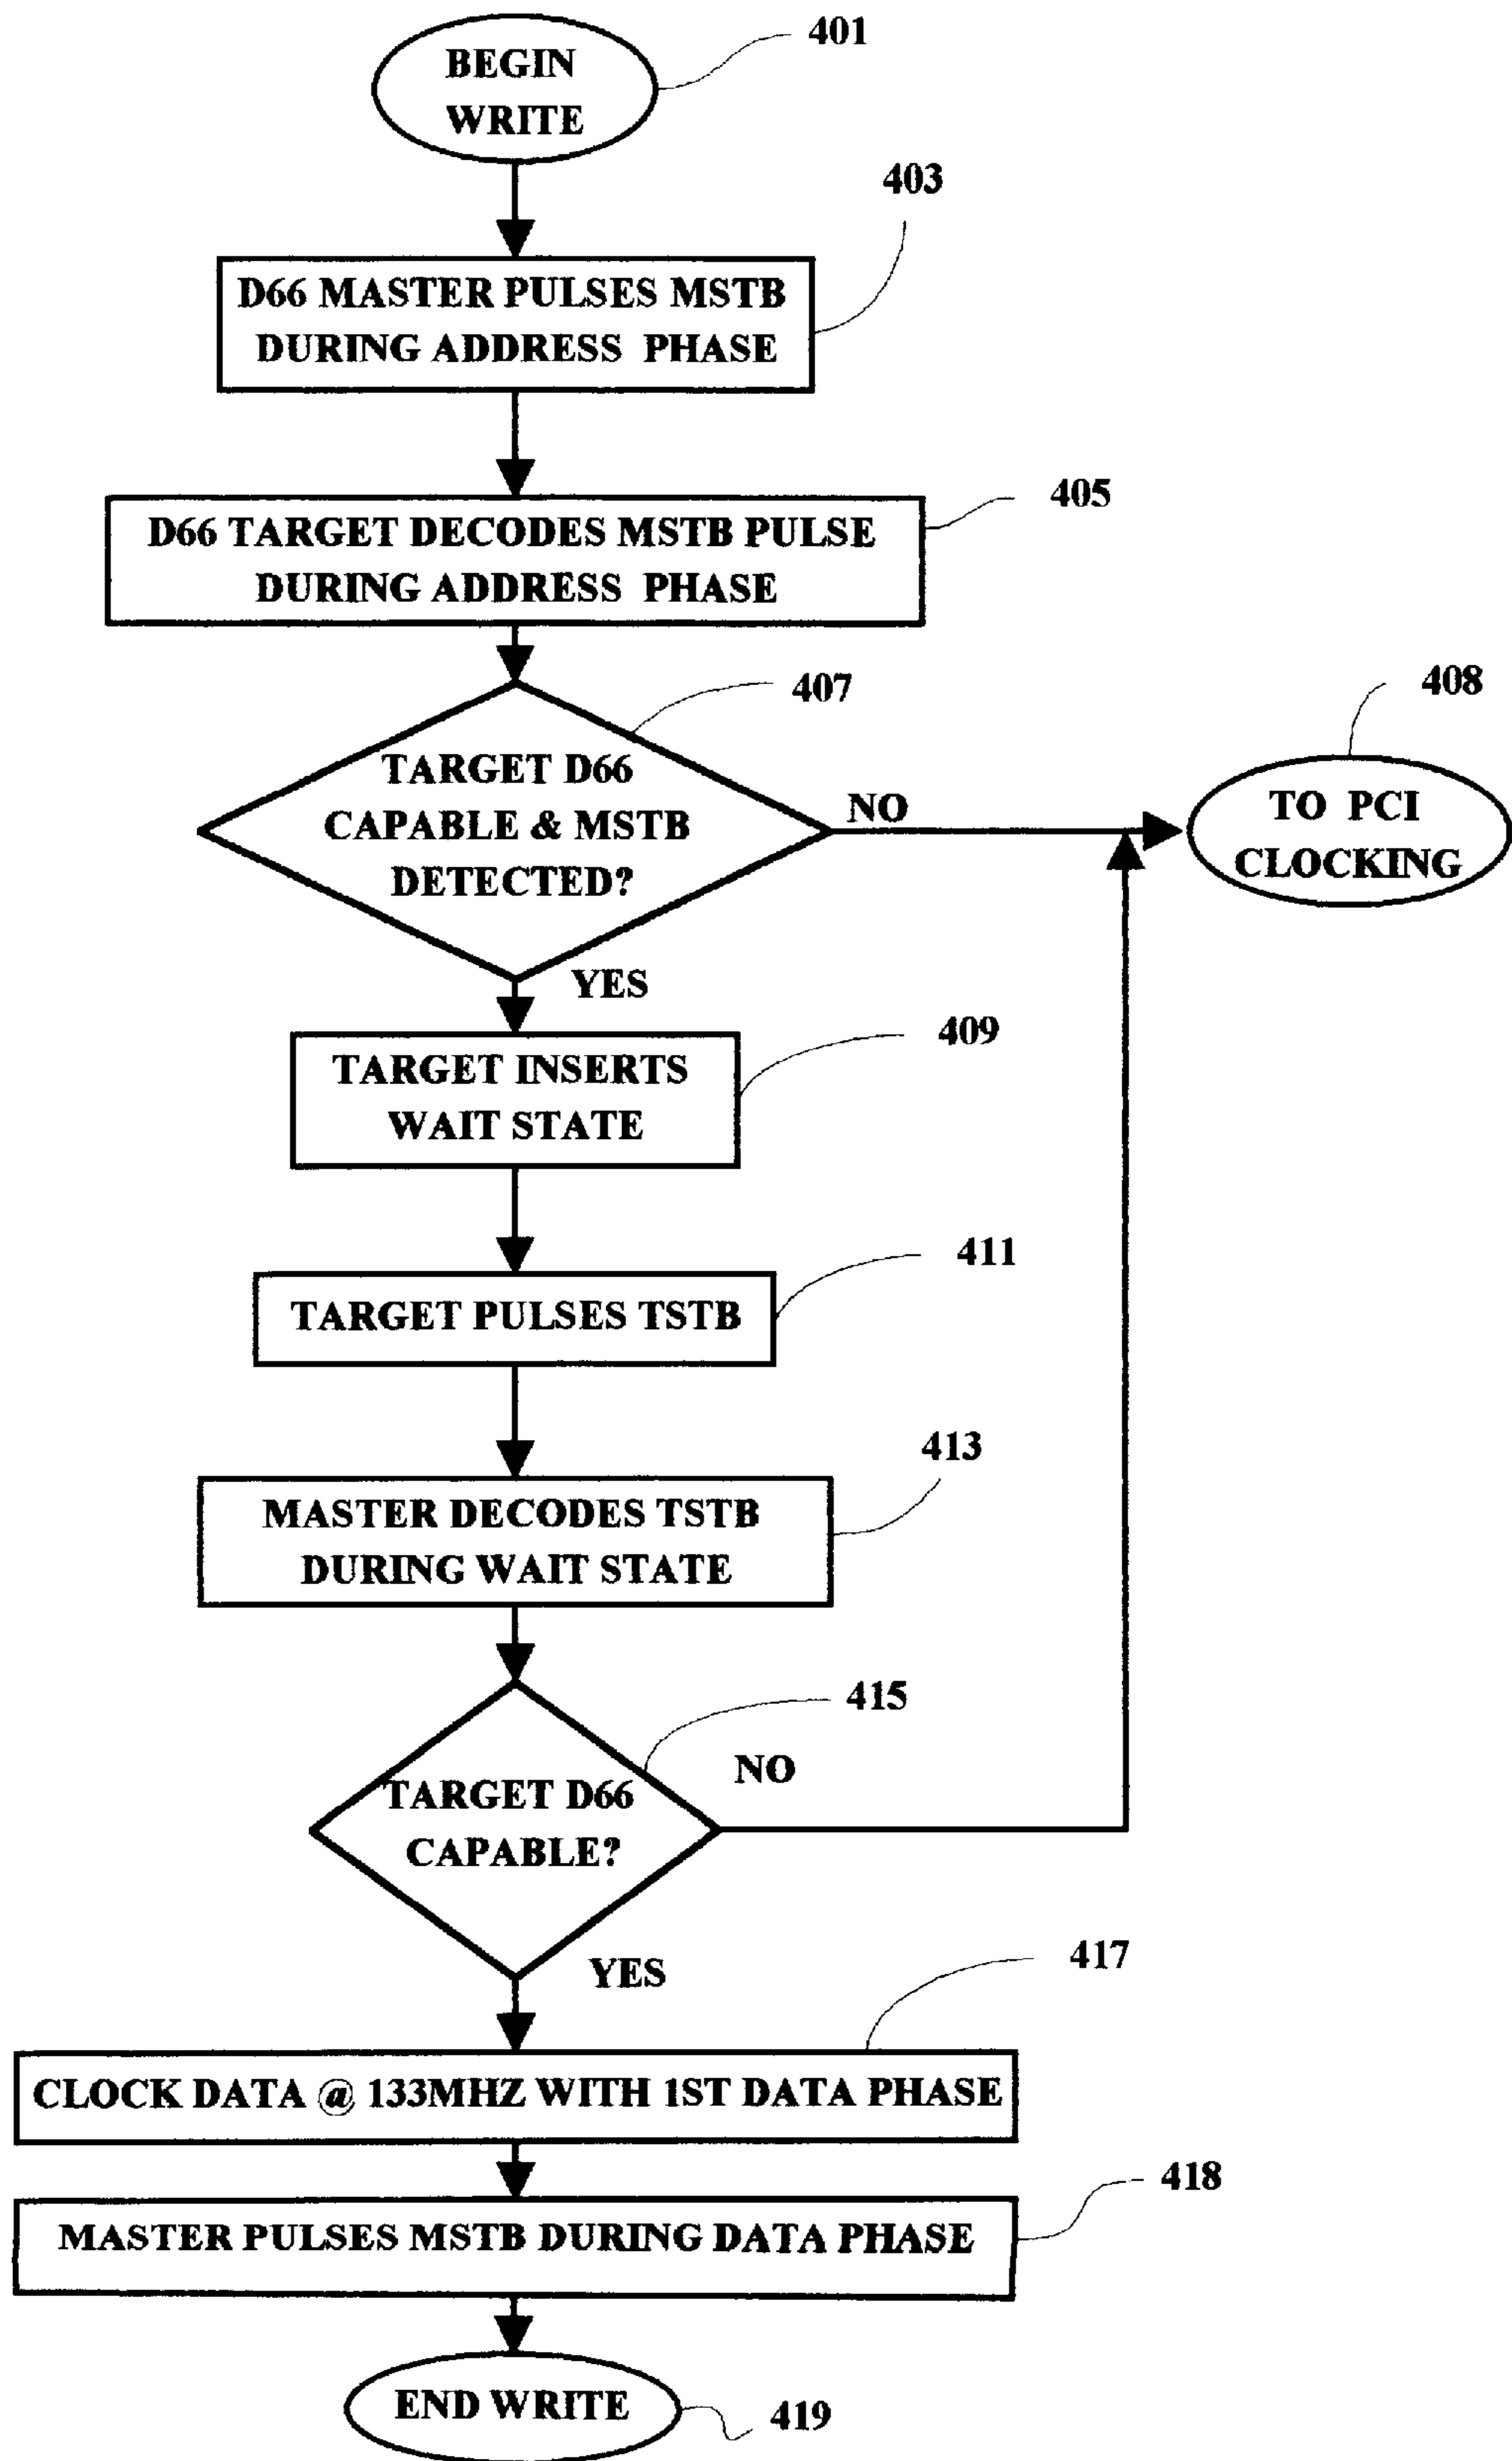 BEGIN
WRITE
401
403
D66 MASTER PULSES MSTB
DURING ADDRESS PHASE
405
D66 TARGET DECODES MSTB PULSE
DURING ADDRESS PHASE
407
TARGET D66
CAPABLE & MSTB
DETECTED?
NO
408
TO PCI
CLOCKING
YES
409
TARGET INSERTS
WAIT STATE
411
TARGET PULSES TSTB
413
MASTER DECODES TSTB
DURING WAIT STATE
415
TARGET D66
CAPABLE?
NO
YES
417
CLOCK DATA @ 133MHZ WITH 1ST DATA PHASE
418
MASTER PULSES MSTB DURING DATA PHASE
END WRITE
419